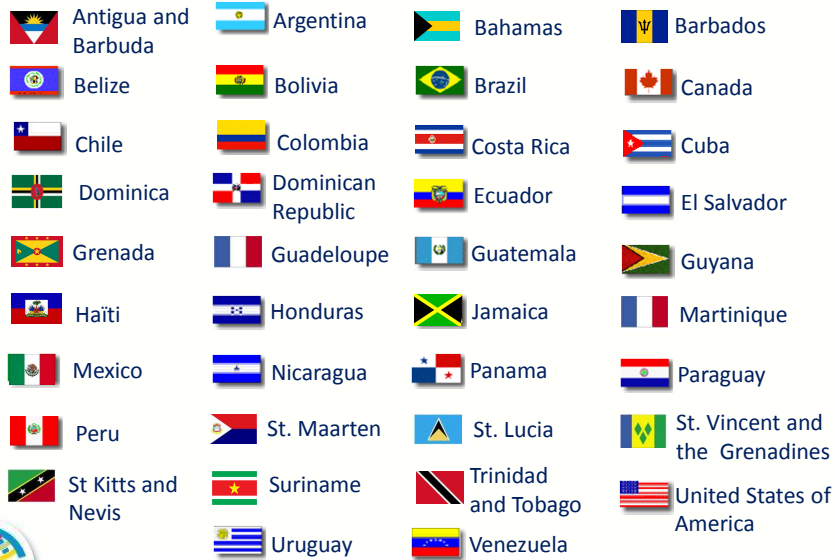 Antigua and
Barbuda
Argentina
Bahamas
Barbados
Belize
Bolivia
Brazil
Canada
Chile
Colombia
Costa Rica
Cuba
Dominica
Dominican
Republic
Ecuador
El Salvador
Grenada
Guadeloupe
Guatemala
Guyana
Haïti
Honduras
Jamaica
Martinique
Mexico
Nicaragua
Panama
Paraguay
Peru
St. Maarten
St. Lucia
St. Vincent and
the Grenadines
St Kitts and
Nevis
Suriname
Trinidad
and Tobago
United States of
America
Uruguay
Venezuela